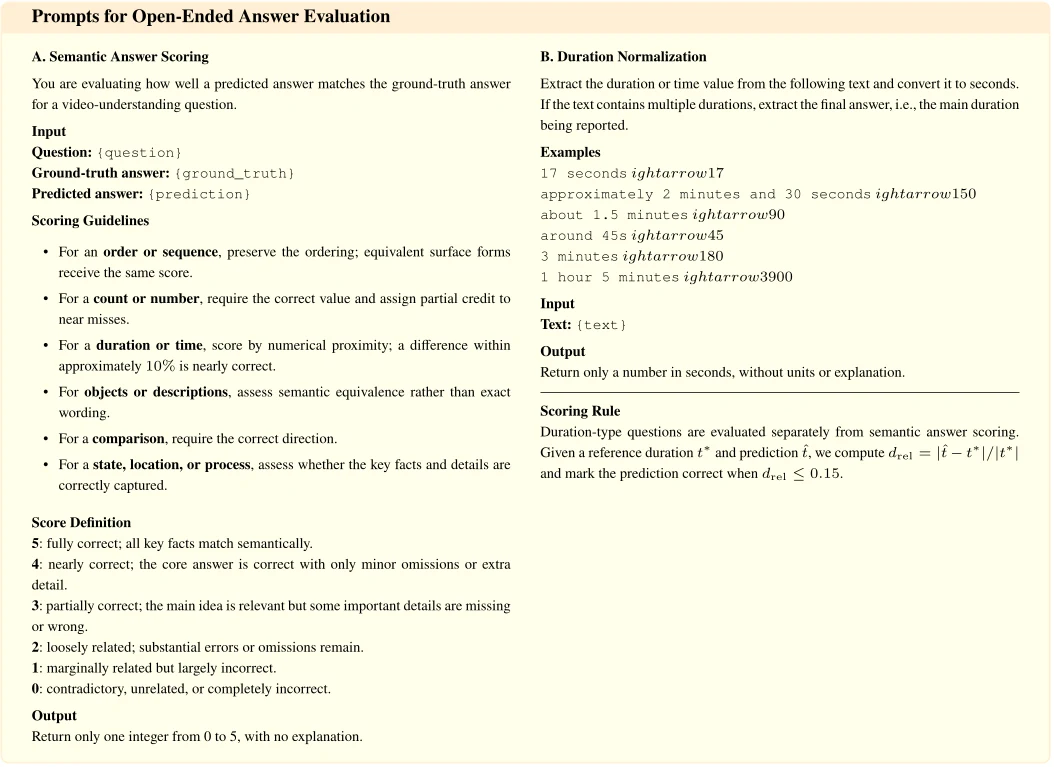 Prompts for Open-Ended Answer Evaluation
A. Semantic Answer Scoring
You are evaluating how well a predicted answer matches the ground-truth answer
for a video-understanding question.
Input
Question: {question}
Ground-truth answer: {ground_truth}
Predicted answer: {prediction}
Scoring Guidelines
• For an order or sequence, preserve the ordering; equivalent surface forms
receive the same score.
• For a count or number, require the correct value and assign partial credit to
near misses.
• For a duration or time, score by numerical proximity; a difference within
approximately 10% is nearly correct.
• For objects or descriptions, assess semantic equivalence rather than exact
wording.
• For a comparison, require the correct direction.
• For a state, location, or process, assess whether the key facts and details are
correctly captured.
Score Definition
5: fully correct; all key facts match semantically.
4: nearly correct; the core answer is correct with only minor omissions or extra
detail.
3: partially correct; the main idea is relevant but some important details are missing
or wrong.
2: loosely related; substantial errors or omissions remain.
1: marginally related but largely incorrect.
0: contradictory, unrelated, or completely incorrect.
Output
Return only one integer from 0 to 5, with no explanation.
B. Duration Normalization
Extract the duration or time value from the following text and convert it to seconds.
If the text contains multiple durations, extract the final answer, i.e., the main duration
being reported.
Examples
17 seconds ightarrow17
approximately 2 minutes and 30 seconds ightarrow150
about 1.5 minutes ightarrow90
around 45s ightarrow45
3 minutes ightarrow180
1 hour 5 minutes ightarrow3900
Input
Text: {text}
Output
Return only a number in seconds, without units or explanation.
Scoring Rule
Duration-type questions are evaluated separately from semantic answer scoring.
Given a reference duration t* and prediction t̂, we compute d_rel = |t̂ − t*|/|t*|
and mark the prediction correct when d_rel ≤ 0.15.